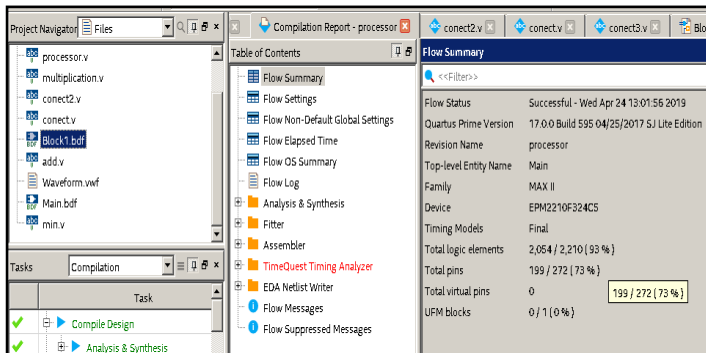 Project Navigator Files
processor.v
multiplication.v
conect2.v
conect.v
Block1.bdf
add.v
Waveform.vwf
Main.bdf
min.v
Tasks Compilation
Task
Compile Design
Analysis & Synthesis
Compilation Report - processor
conect2.v
conect.v
conect3.v
Blo
Table of Contents
Flow Summary
Flow Settings
Flow Non-Default Global Settings
Flow Elapsed Time
Flow OS Summary
Flow Log
Analysis & Synthesis
Fitter
Assembler
TimeQuest Timing Analyzer
EDA Netlist Writer
Flow Messages
Flow Suppressed Messages
Flow Summary
<<Filter>>
Flow Status Successful - Wed Apr 24 13:01:56 2019
Quartus Prime Version 17.0.0 Build 595 04/25/2017 SJ Lite Edition
Revision Name processor
Top-level Entity Name Main
Family MAX II
Device EPM2210F324C5
Timing Models Final
Total logic elements 2,054 / 2,210 ( 93 % )
Total pins 199 / 272 ( 73 % )
Total virtual pins 0
199 / 272 ( 73 % )
UFM blocks 0 / 1 ( 0 % )